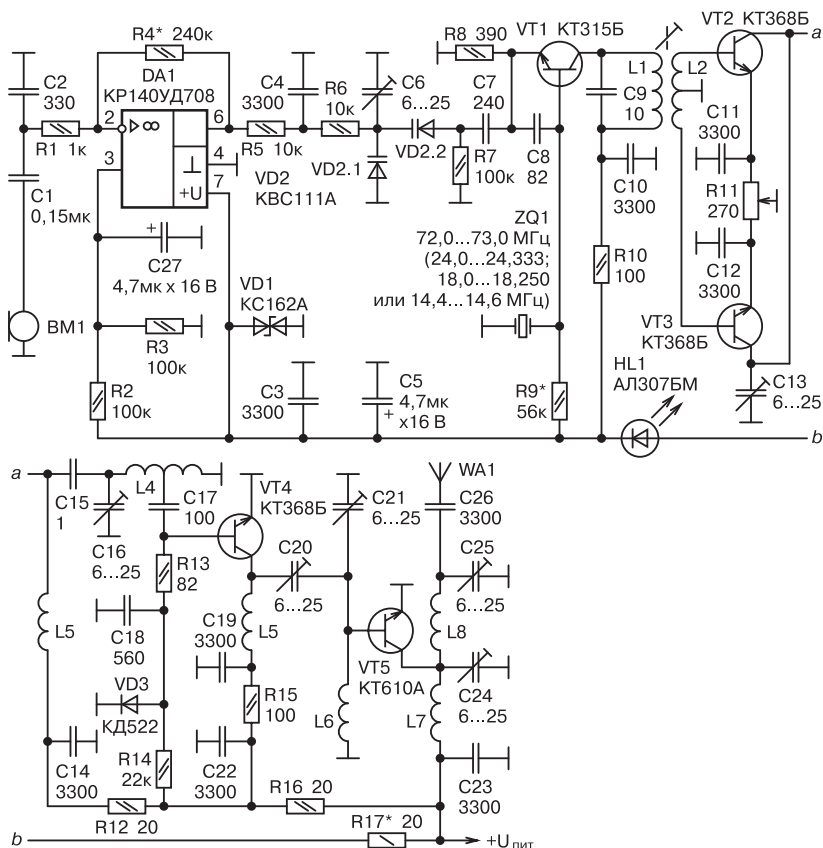 R4* 240к
DA1
КР140УД708
C2
330
2
6
3
4
+U
7
∞
R1 1к
C1
0,15мк
C4
3300
R6
10к
R5 10к
C6
6...25
C7
240
R8 390
VT1 КТ315Б
VD2.1
VD2.2
VD2
КВС111А
R7
100к
C8
82
L1
C9
10
L2
VT2 КТ368Б
a
C11
3300
C10
3300
R11
270
C12
3300
ZQ1
72,0...73,0 МГц
(24,0...24,333;
18,0...18,250
или 14,4...14,6 МГц)
R10
100
+
C27
4,7мк x 16 В
VD1
КС162А
BM1
R3
100к
R2
100к
C3
3300
C5
4,7мк
+ x16 В
R9*
56к
HL1
АЛ307БМ
VT3
КТ368Б
C13
6...25
b
a
C15
1
L4
C16
6...25
C17
100
VT4
КТ368Б
C21
6...25
WA1
C26
3300
R13
82
C20
6...25
C25
6...25
L5
C18
560
C19
3300
L5
VT5
КТ610А
L8
C24
6...25
VD3
КД522
R15
100
L6
L7
C14
3300
R14
22к
C22
3300
C23
3300
R12 20
R16 20
R17* 20
b
+Uпит